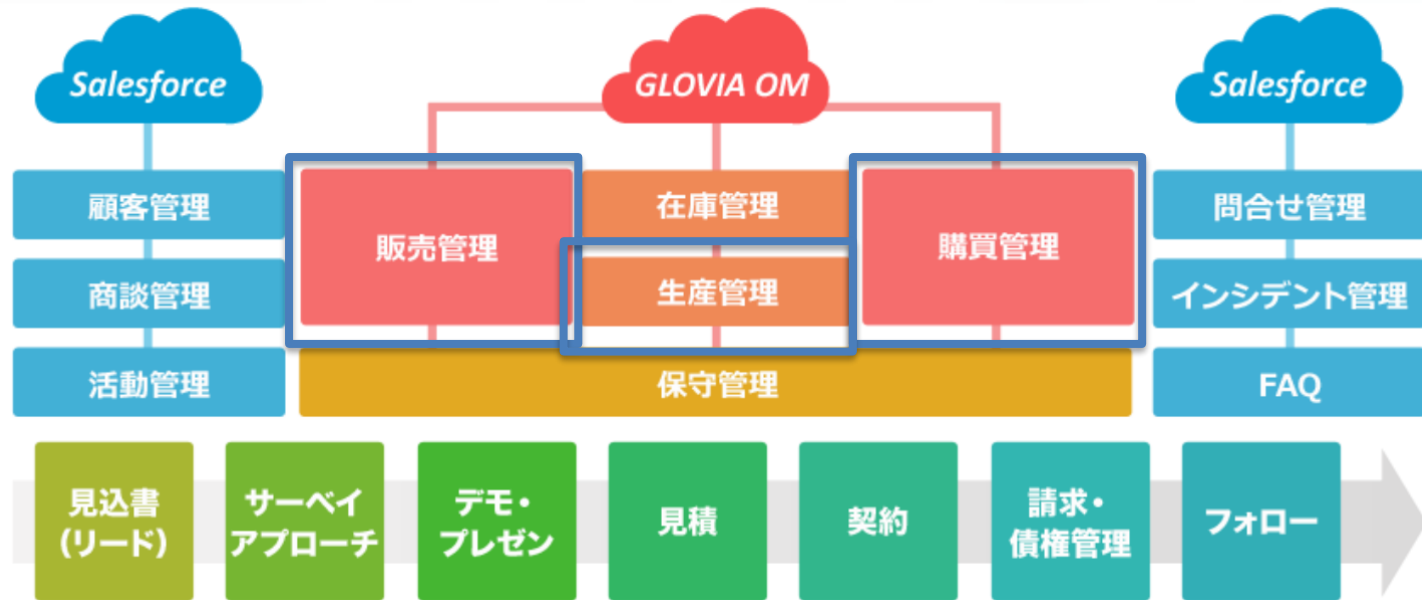 Salesforce
GLOVIA OM
Salesforce
顧客管理
商談管理
活動管理
販売管理
在庫管理
生産管理
購買管理
保守管理
問合せ管理
インシデント管理
FAQ
見込書
(リード)
サーベイ
アプローチ
デモ・
プレゼン
見積
契約
請求・
債権管理
フォロー